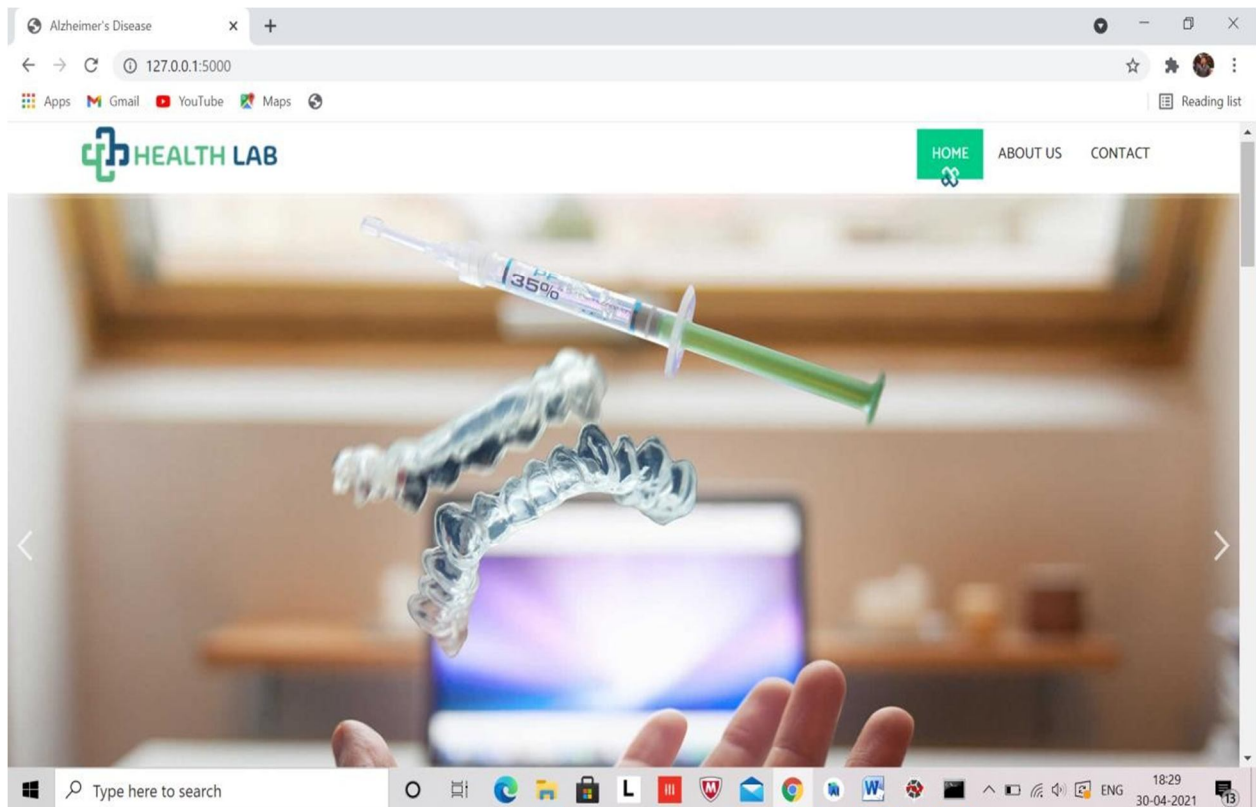 Alzheimer's Disease
127.0.0.1:5000
Apps Gmail YouTube Maps Reading list
HEALTH LAB HOME ABOUT US CONTACT
35%
Type here to search L ENG 18:29
30-04-2021 13